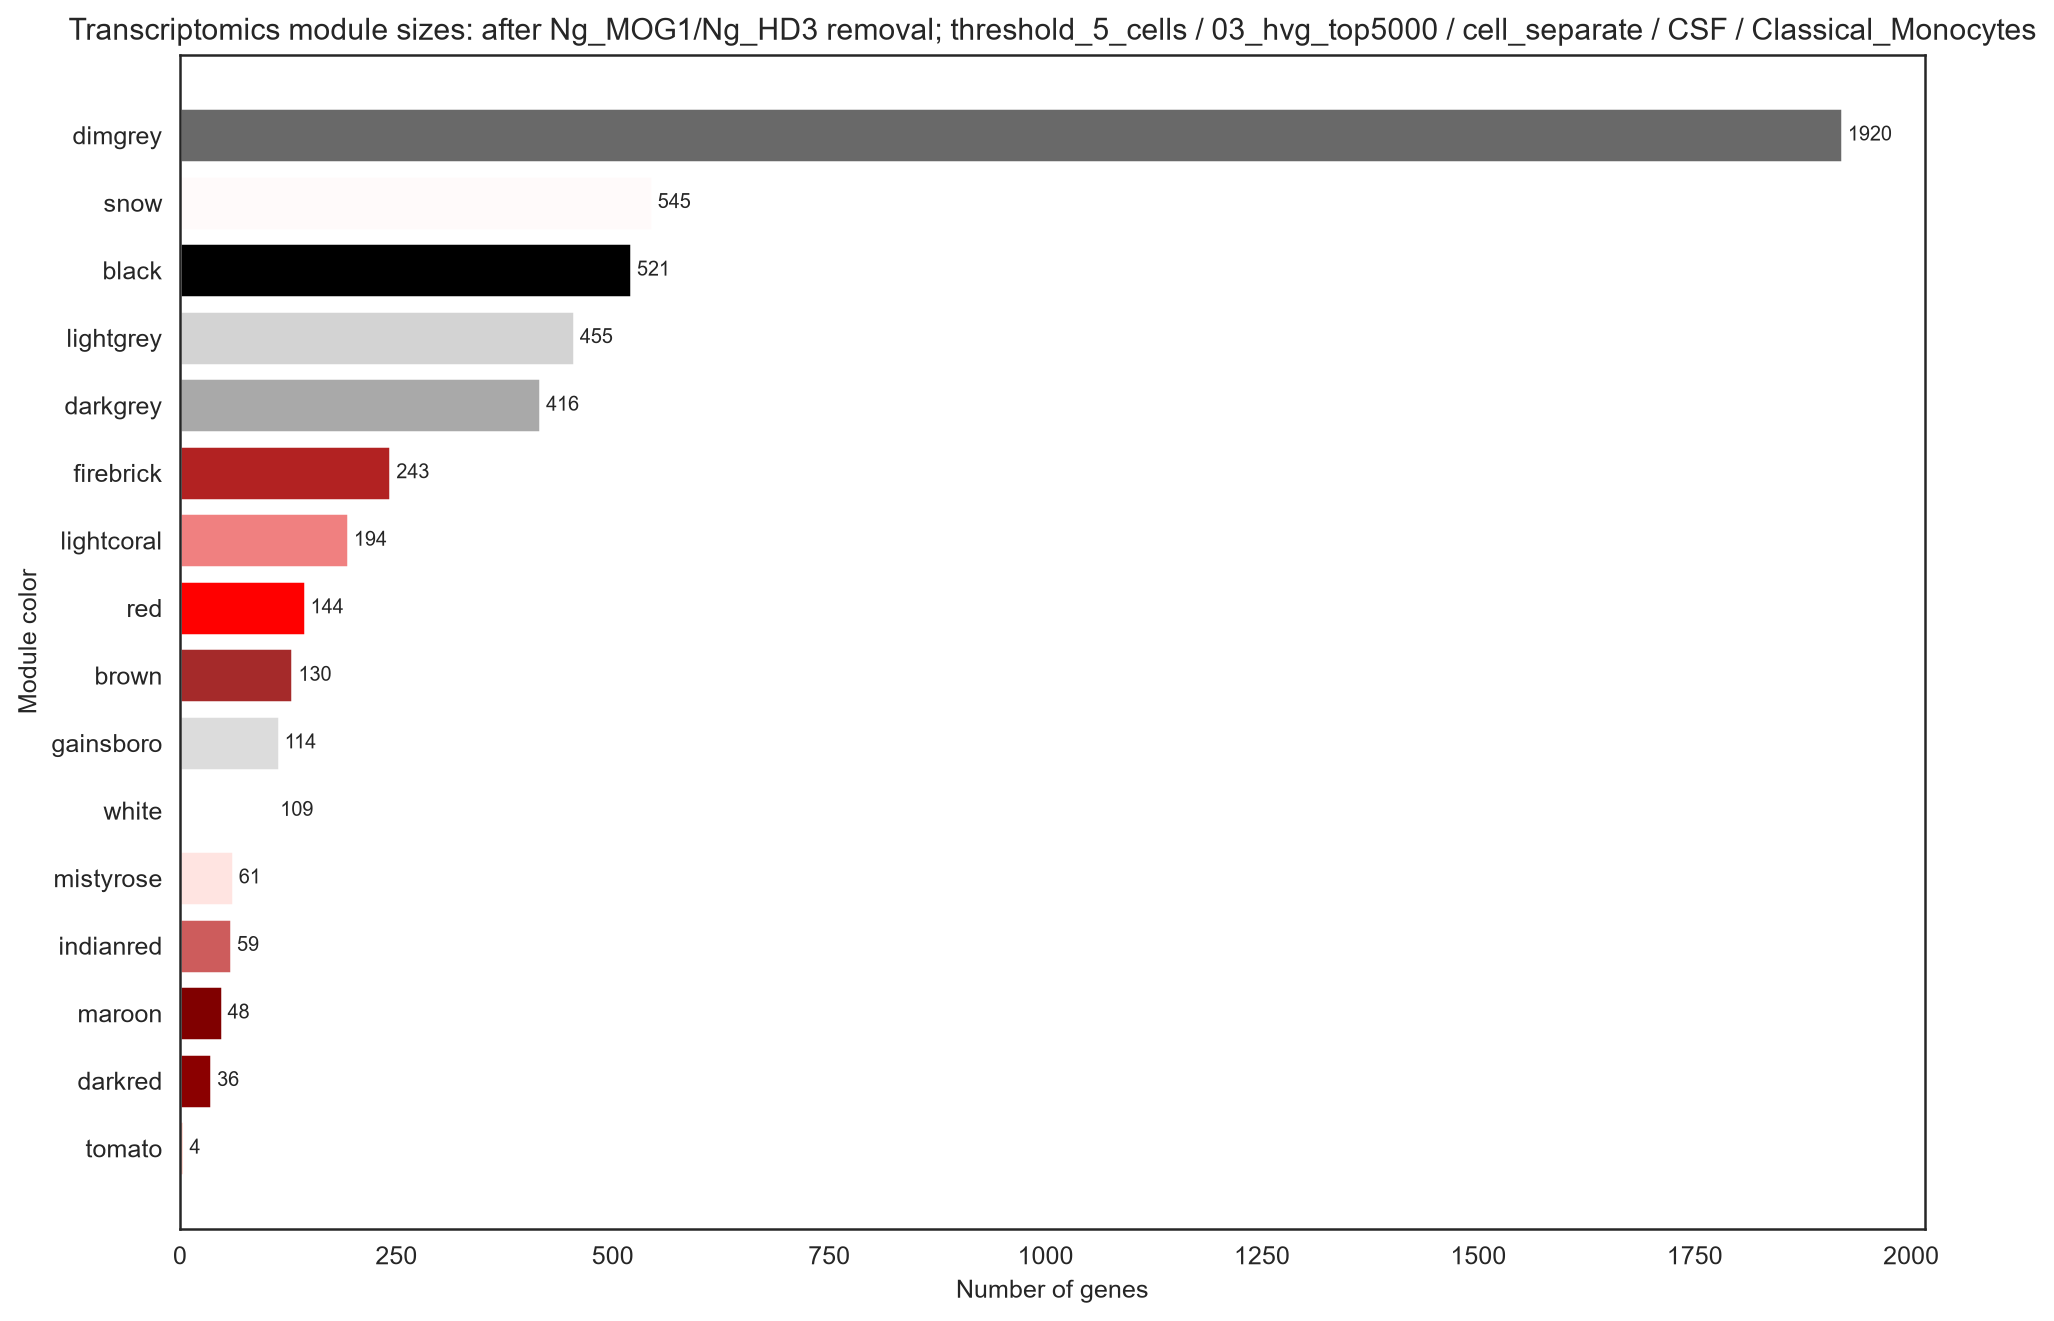 Transcriptomics module sizes: after Ng_MOG1/Ng_HD3 removal; threshold_5_cells / 03_hvg_top5000 / cell_separate / CSF / Classical_Monocytes
dimgrey 1920
snow 545
black 521
lightgrey 455
darkgrey 416
firebrick 243
lightcoral 194
red 144
brown 130
gainsboro 114
white 109
mistyrose 61
indianred 59
maroon 48
darkred 36
tomato 4
Module color
0 250 500 750 1000 1250 1500 1750 2000
Number of genes